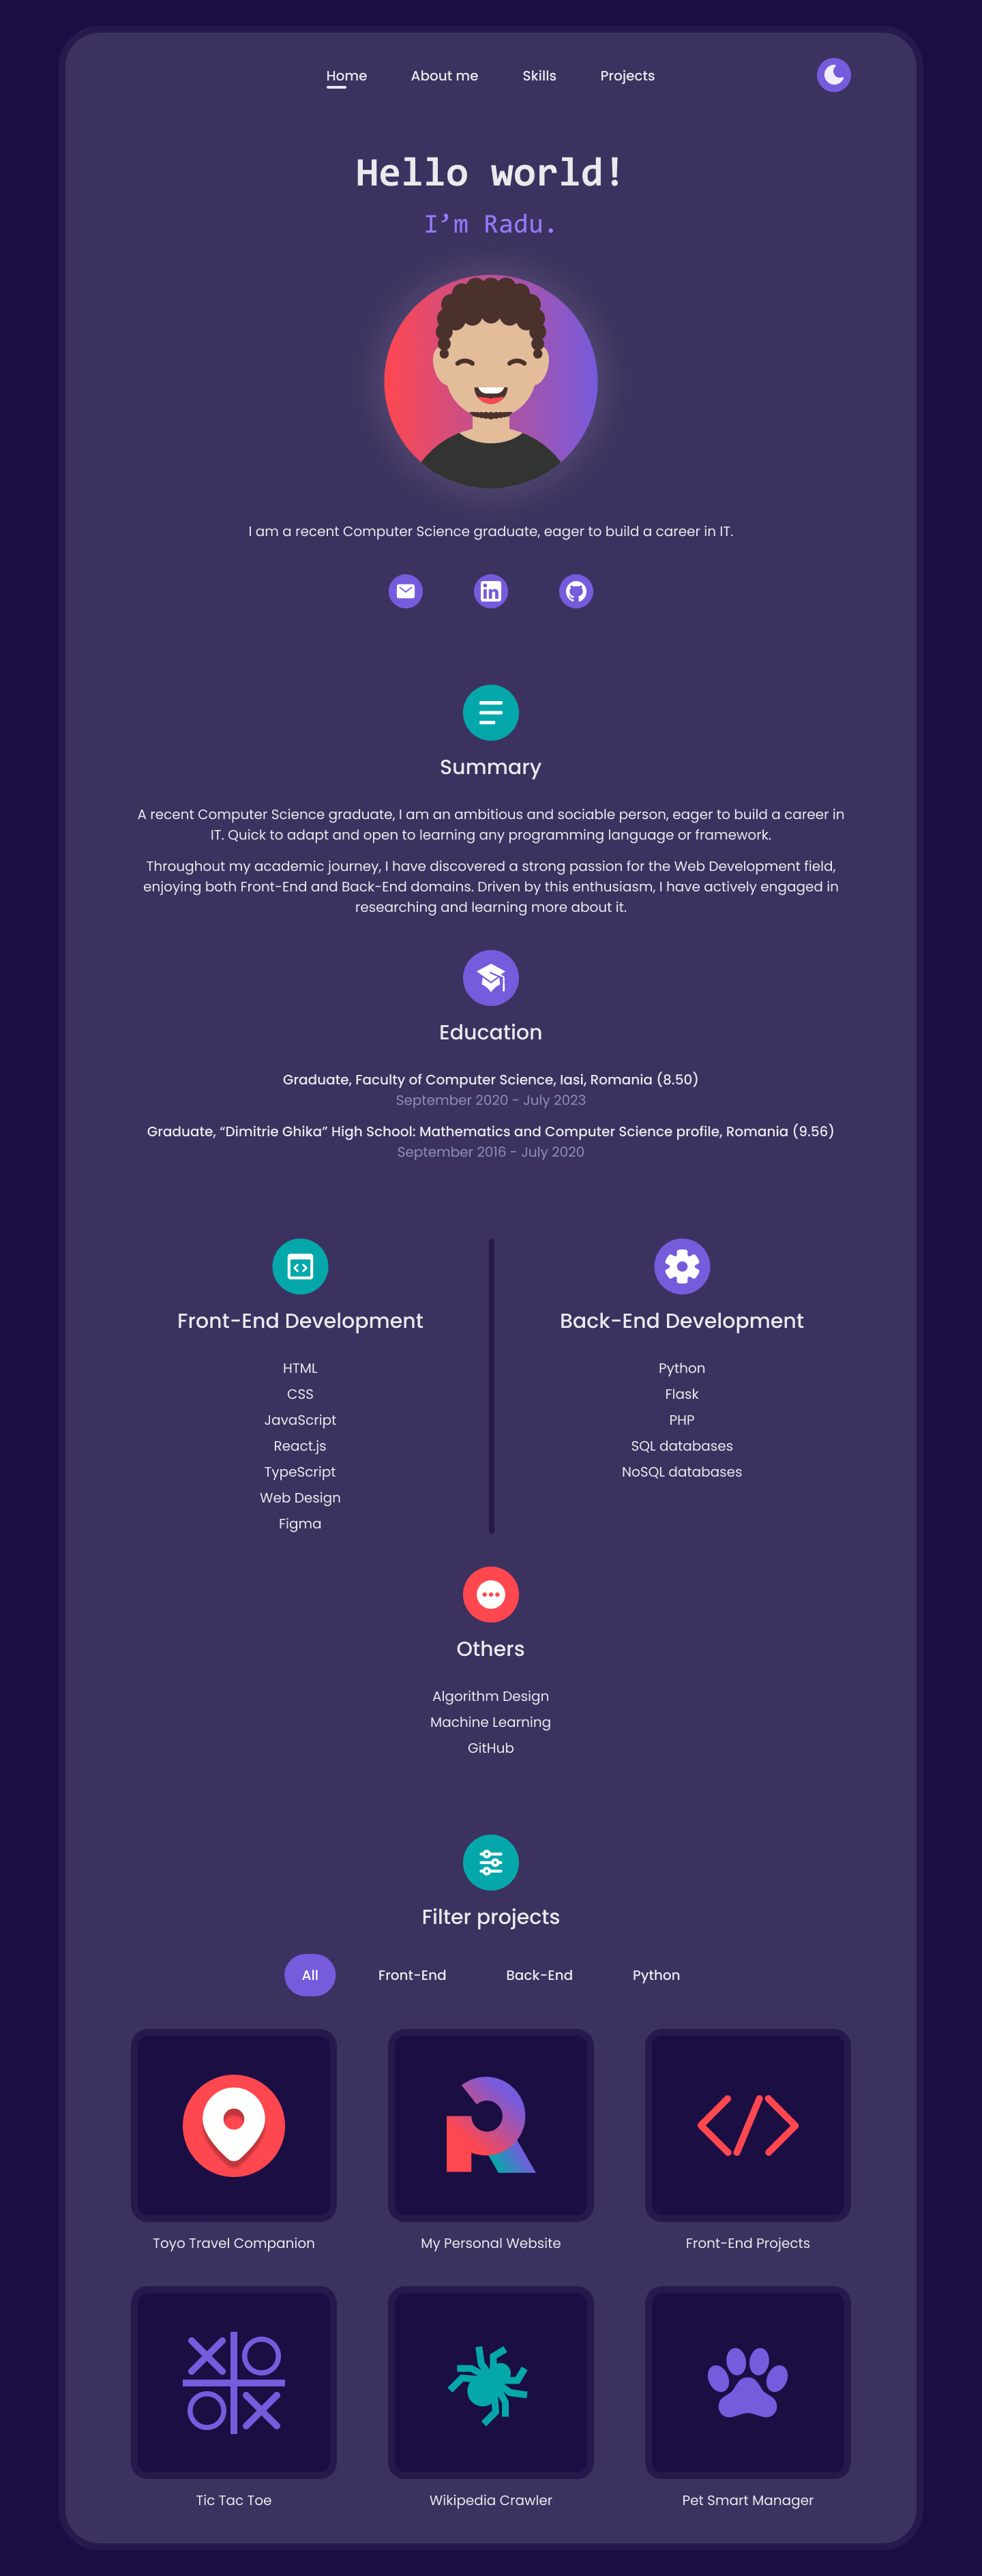 Home About me Skills Projects
Hello world!
I’m Radu.
I am a recent Computer Science graduate, eager to build a career in IT.
Summary
A recent Computer Science graduate, I am an ambitious and sociable person, eager to build a career in
IT. Quick to adapt and open to learning any programming language or framework.
Throughout my academic journey, I have discovered a strong passion for the Web Development field,
enjoying both Front-End and Back-End domains. Driven by this enthusiasm, I have actively engaged in
researching and learning more about it.
Education
Graduate, Faculty of Computer Science, Iasi, Romania (8.50)
September 2020 - July 2023
Graduate, “Dimitrie Ghika” High School: Mathematics and Computer Science profile, Romania (9.56)
September 2016 - July 2020
Front-End Development
HTML
CSS
JavaScript
React.js
TypeScript
Web Design
Figma
Back-End Development
Python
Flask
PHP
SQL databases
NoSQL databases
Others
Algorithm Design
Machine Learning
GitHub
Filter projects
All Front-End Back-End Python
Toyo Travel Companion
My Personal Website
Front-End Projects
Tic Tac Toe
Wikipedia Crawler
Pet Smart Manager